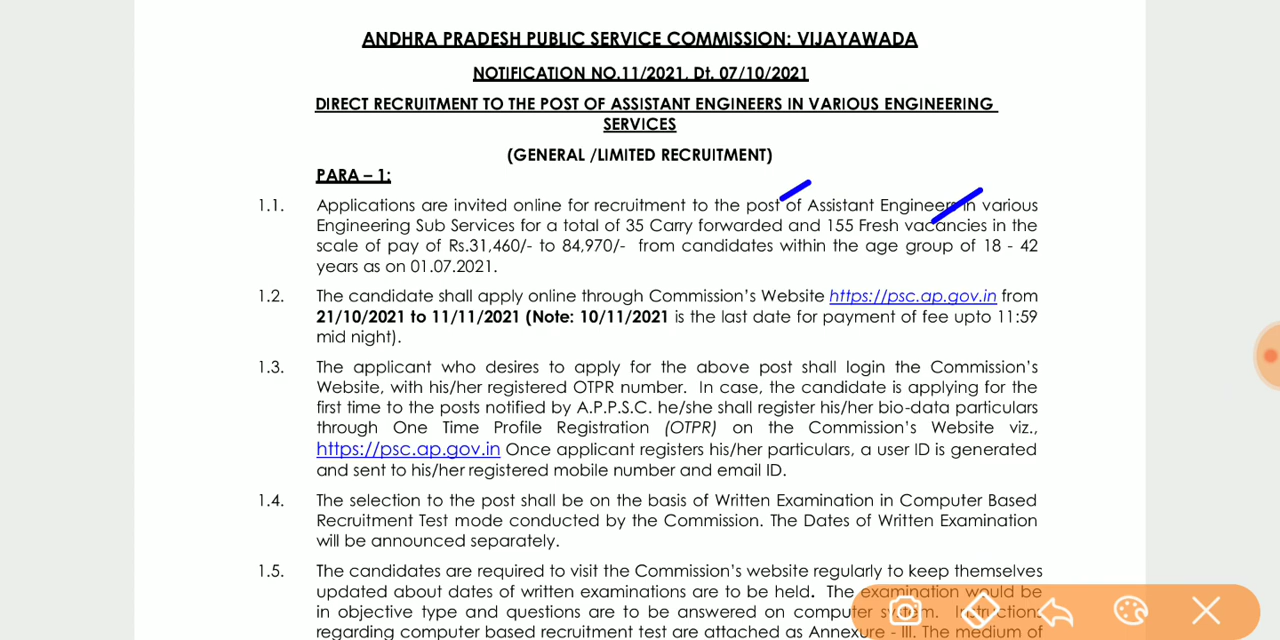 ANDHRA PRADESH PUBLIC SERVICE COMMISSION: VIJAYAWADA
NOTIFICATION NO.11/2021, Dt. 07/10/2021
DIRECT RECRUITMENT TO THE POST OF ASSISTANT ENGINEERS IN VARIOUS ENGINEERING
SERVICES
(GENERAL /LIMITED RECRUITMENT)
PARA – 1:
1.1. Applications are invited online for recruitment to the post of Assistant Engineers in various
Engineering Sub Services for a total of 35 Carry forwarded and 155 Fresh vacancies in the
scale of pay of Rs.31,460/- to 84,970/- from candidates within the age group of 18 - 42
years as on 01.07.2021.
1.2. The candidate shall apply online through Commission's Website https://psc.ap.gov.in from
21/10/2021 to 11/11/2021 (Note: 10/11/2021 is the last date for payment of fee upto 11:59
mid night).
1.3. The applicant who desires to apply for the above post shall login the Commission's
Website, with his/her registered OTPR number. In case, the candidate is applying for the
first time to the posts notified by A.P.P.S.C. he/she shall register his/her bio-data particulars
through One Time Profile Registration (OTPR) on the Commission's Website viz.,
https://psc.ap.gov.in Once applicant registers his/her particulars, a user ID is generated
and sent to his/her registered mobile number and email ID.
1.4. The selection to the post shall be on the basis of Written Examination in Computer Based
Recruitment Test mode conducted by the Commission. The Dates of Written Examination
will be announced separately.
1.5. The candidates are required to visit the Commission's website regularly to keep themselves
updated about dates of written examinations are to be held. The examination would be
in objective type and questions are to be answered on computer system. Instructions
regarding computer based recruitment test are attached as Annexure - III. The medium of